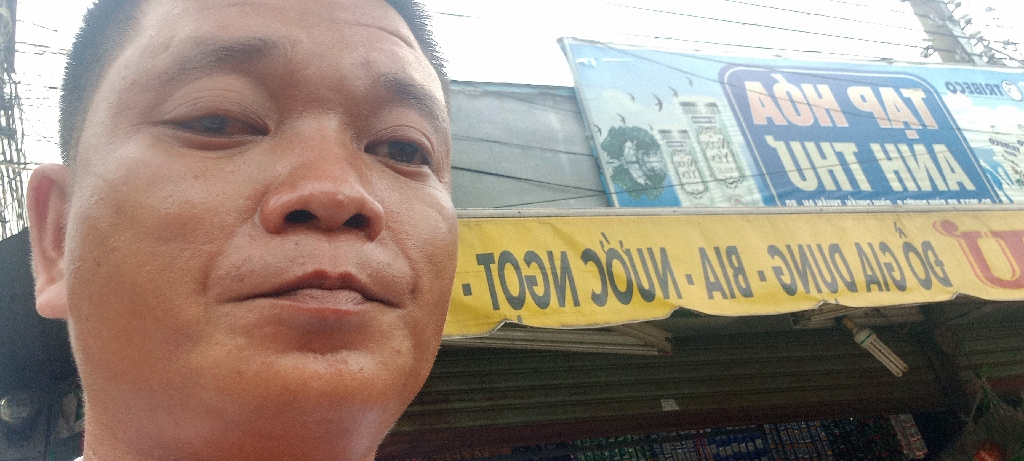 TRIBECO
TẠP HÓA
ANH THƯ
ĐỒ GIA DỤNG - BIA - NƯỚC NGỌT -